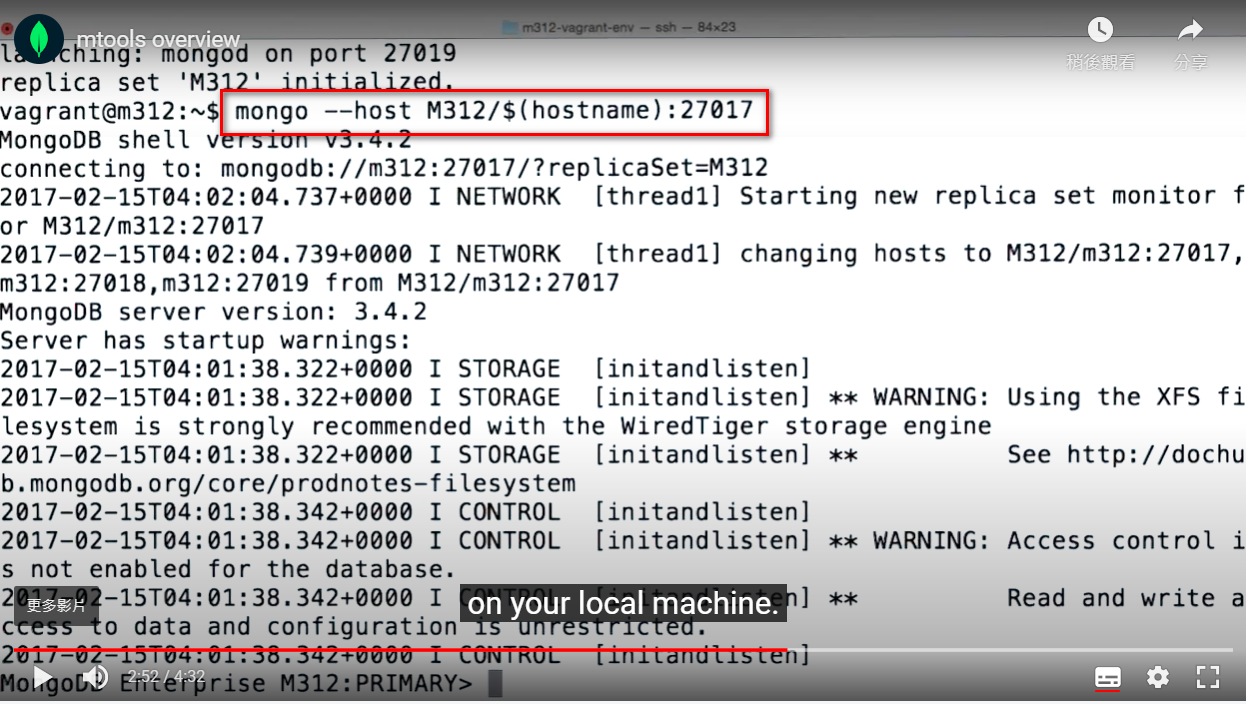 m312-vagrant-env — ssh — 84×23
mtools overview
稍後觀看
分享
launching: mongod on port 27019
replica set 'M312' initialized.
vagrant@m312:~$ mongo --host M312/$(hostname):27017
MongoDB shell version v3.4.2
connecting to: mongodb://m312:27017/?replicaSet=M312
2017-02-15T04:02:04.737+0000 I NETWORK  [thread1] Starting new replica set monitor f
or M312/m312:27017
2017-02-15T04:02:04.739+0000 I NETWORK  [thread1] changing hosts to M312/m312:27017,
m312:27018,m312:27019 from M312/m312:27017
MongoDB server version: 3.4.2
Server has startup warnings:
2017-02-15T04:01:38.322+0000 I STORAGE  [initandlisten]
2017-02-15T04:01:38.322+0000 I STORAGE  [initandlisten] ** WARNING: Using the XFS fi
lesystem is strongly recommended with the WiredTiger storage engine
2017-02-15T04:01:38.322+0000 I STORAGE  [initandlisten] **          See http://dochu
b.mongodb.org/core/prodnotes-filesystem
2017-02-15T04:01:38.342+0000 I CONTROL  [initandlisten]
2017-02-15T04:01:38.342+0000 I CONTROL  [initandlisten] ** WARNING: Access control i
s not enabled for the database.
2017-02-15T04:01:38.342+0000 I CONTROL  [initandlisten] **          Read and write a
更多影片
on your local machine.
ccess to data and configuration is unrestricted.
2017-02-15T04:01:38.342+0000 I CONTROL  [initandlisten]
2:52 / 4:32
MongoDB Enterprise M312:PRIMARY>